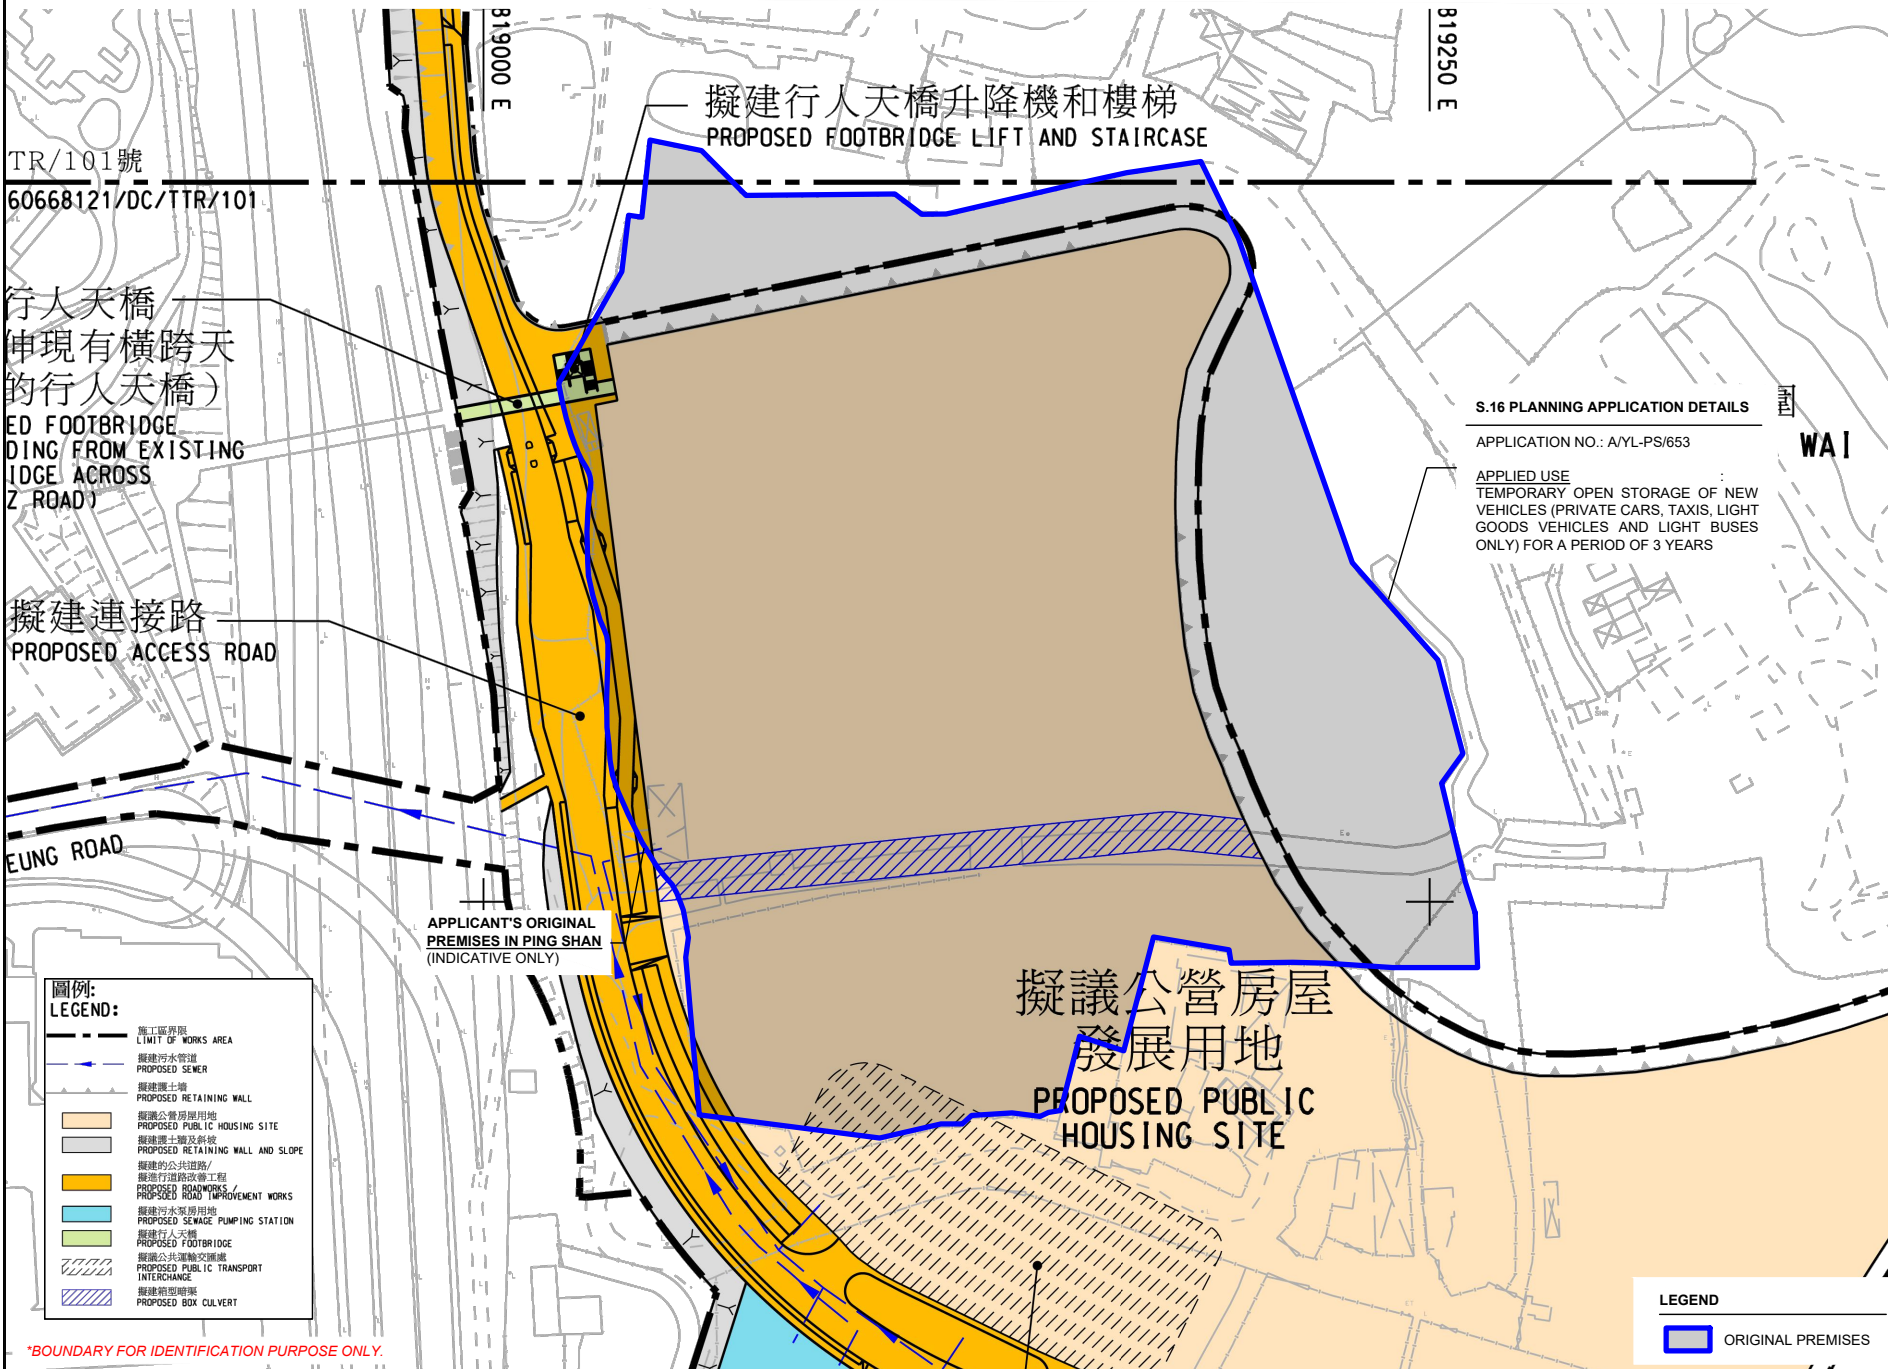 819000 E
819250 E
擬建行人天橋升降機和樓梯
PROPOSED FOOTBRIDGE LIFT AND STAIRCASE
TR/101號
60668121/DC/TTR/101
行人天橋
伸現有橫跨天
的行人天橋)
ED FOOTBRIDGE
DING FROM EXISTING
IDGE ACROSS
Z ROAD)
S.16 PLANNING APPLICATION DETAILS
APPLICATION NO.: A/YL-PS/653
APPLIED USE :
TEMPORARY OPEN STORAGE OF NEW
VEHICLES (PRIVATE CARS, TAXIS, LIGHT
GOODS VEHICLES AND LIGHT BUSES
ONLY) FOR A PERIOD OF 3 YEARS
WAI
擬建連接路
PROPOSED ACCESS ROAD
EUNG ROAD
APPLICANT'S ORIGINAL
PREMISES IN PING SHAN
(INDICATIVE ONLY)
擬議公營房屋
發展用地
PROPOSED PUBLIC
HOUSING SITE
圖例:
LEGEND:
施工區界限
LIMIT OF WORKS AREA
擬建污水管道
PROPOSED SEWER
擬建護土墻
PROPOSED RETAINING WALL
擬議公營房屋用地
PROPOSED PUBLIC HOUSING SITE
擬建護土牆及斜坡
PROPOSED RETAINING WALL AND SLOPE
擬建的公共道路/
擬進行道路改善工程
PROPOSED ROADWORKS /
PROPSOED ROAD IMPROVEMENT WORKS
擬建污水泵房用地
PROPOSED SEWAGE PUMPING STATION
擬建行人天橋
PROPOSED FOOTBRIDGE
擬議公共運輸交匯處
PROPOSED PUBLIC TRANSPORT
INTERCHANGE
擬建箱型暗渠
PROPOSED BOX CULVERT
*BOUNDARY FOR IDENTIFICATION PURPOSE ONLY.
LEGEND
ORIGINAL PREMISES